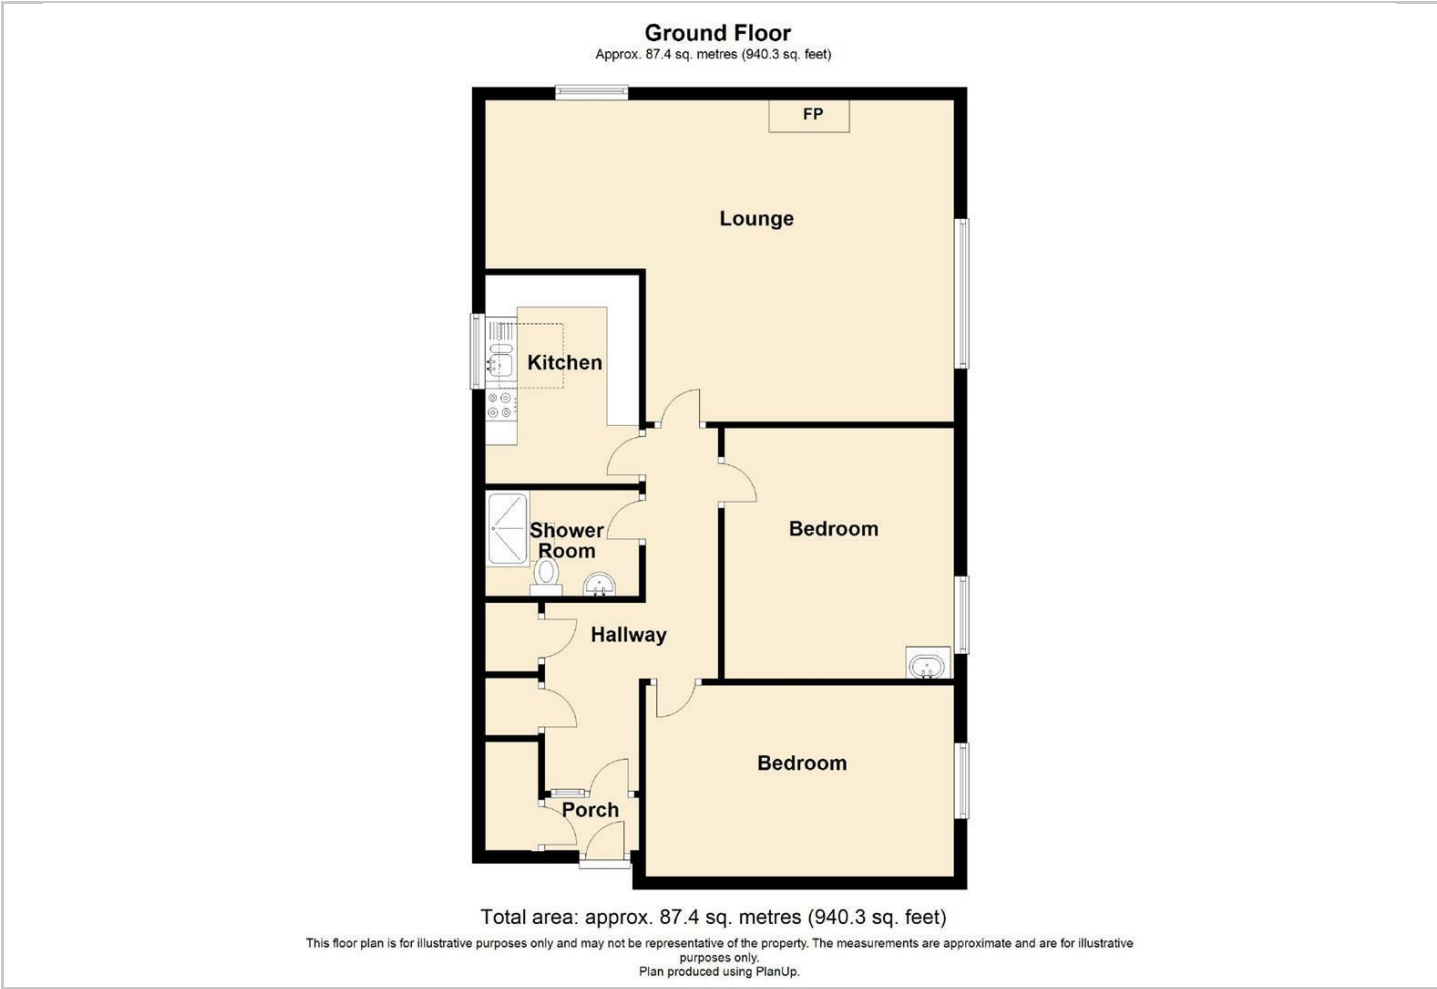 Ground Floor
Approx. 87.4 sq. metres (940.3 sq. feet)
FP
Lounge
Kitchen
Shower
Room
Bedroom
Hallway
Bedroom
Porch
Total area: approx. 87.4 sq. metres (940.3 sq. feet)
This floor plan is for illustrative purposes only and may not be representative of the property. The measurements are approximate and are for illustrative
purposes only.
Plan produced using PlanUp.